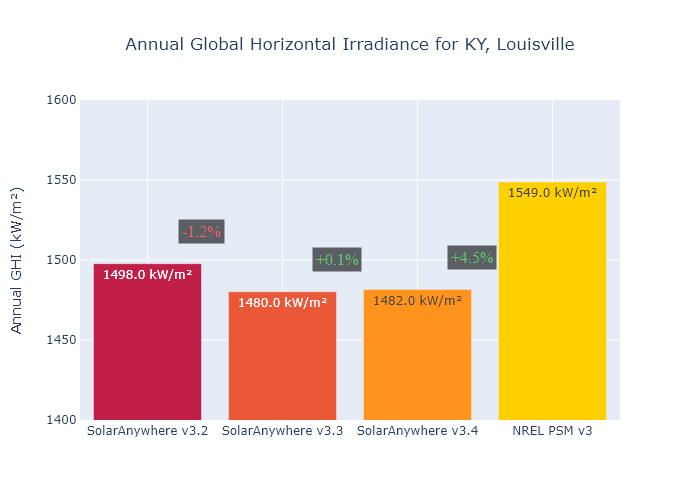 Annual Global Horizontal Irradiance for KY, Louisville
1600
1550
1500
1450
1400
Annual GHI (kW/m²)
1498.0 kW/m²
-1.2%
1480.0 kW/m²
+0.1%
1482.0 kW/m²
+4.5%
1549.0 kW/m²
SolarAnywhere v3.2
SolarAnywhere v3.3
SolarAnywhere v3.4
NREL PSM v3